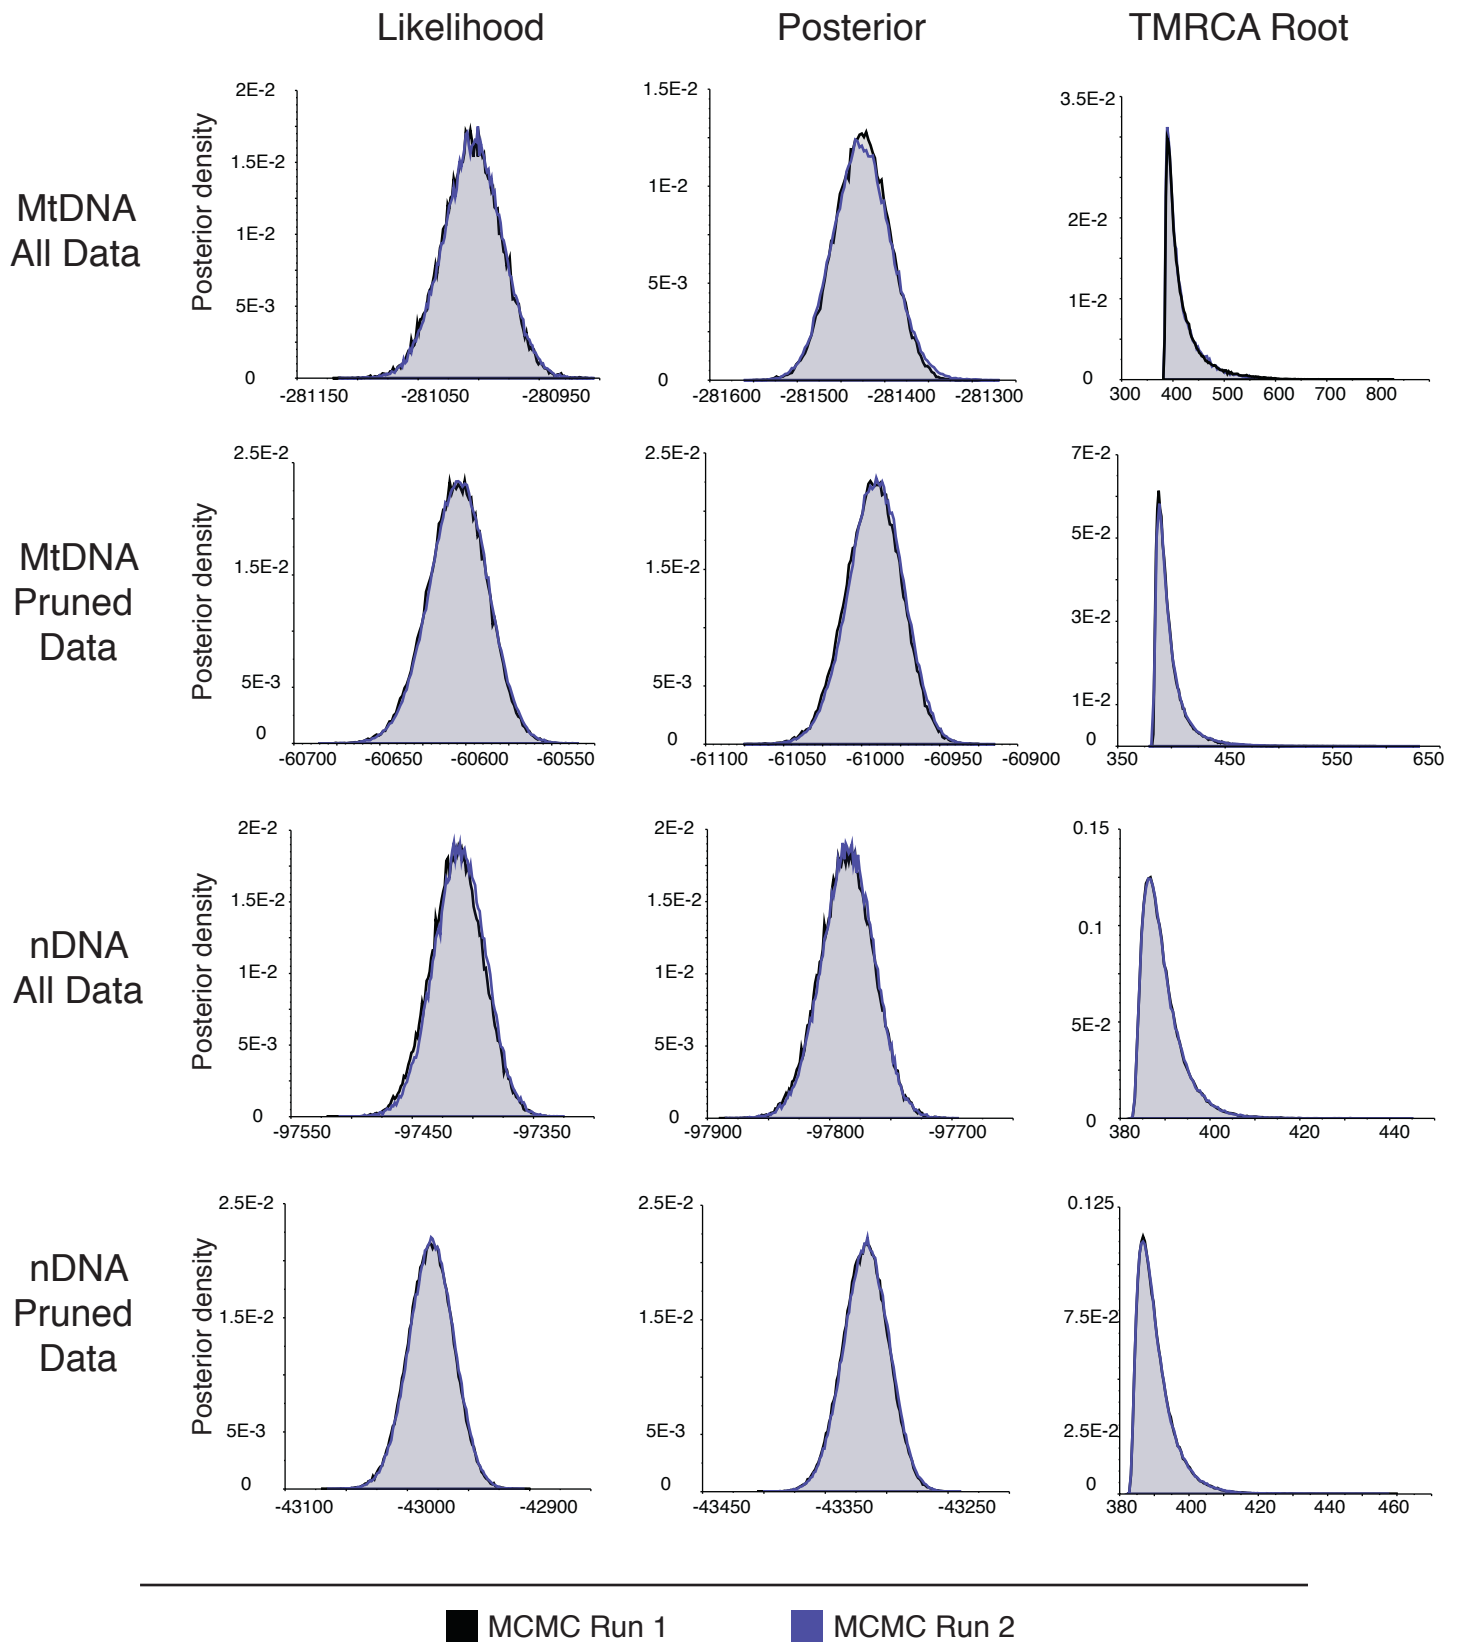 Likelihood Posterior TMRCA Root
MtDNA
All Data
Posterior density
2E-2
1.5E-2
1E-2
5E-3
0
-281150 -281050 -280950
1.5E-2
1E-2
5E-3
0
-281600 -281500 -281400 -281300
3.5E-2
2E-2
1E-2
0
300 400 500 600 700 800
MtDNA
Pruned
Data
Posterior density
2.5E-2
1.5E-2
5E-3
0
-60700 -60650 -60600 -60550
2.5E-2
1.5E-2
5E-3
0
-61100 -61050 -61000 -60950 -60900
7E-2
5E-2
3E-2
1E-2
0
350 450 550 650
nDNA
All Data
Posterior density
2E-2
1.5E-2
1E-2
5E-3
0
-97550 -97450 -97350
2E-2
1.5E-2
1E-2
5E-3
0
-97900 -97800 -97700
0.15
0.1
5E-2
0
380 400 420 440
nDNA
Pruned
Data
Posterior density
2.5E-2
1.5E-2
5E-3
0
-43100 -43000 -42900
2.5E-2
1.5E-2
5E-3
0
-43450 -43350 -43250
0.125
7.5E-2
2.5E-2
0
380 400 420 440 460
MCMC Run 1 MCMC Run 2